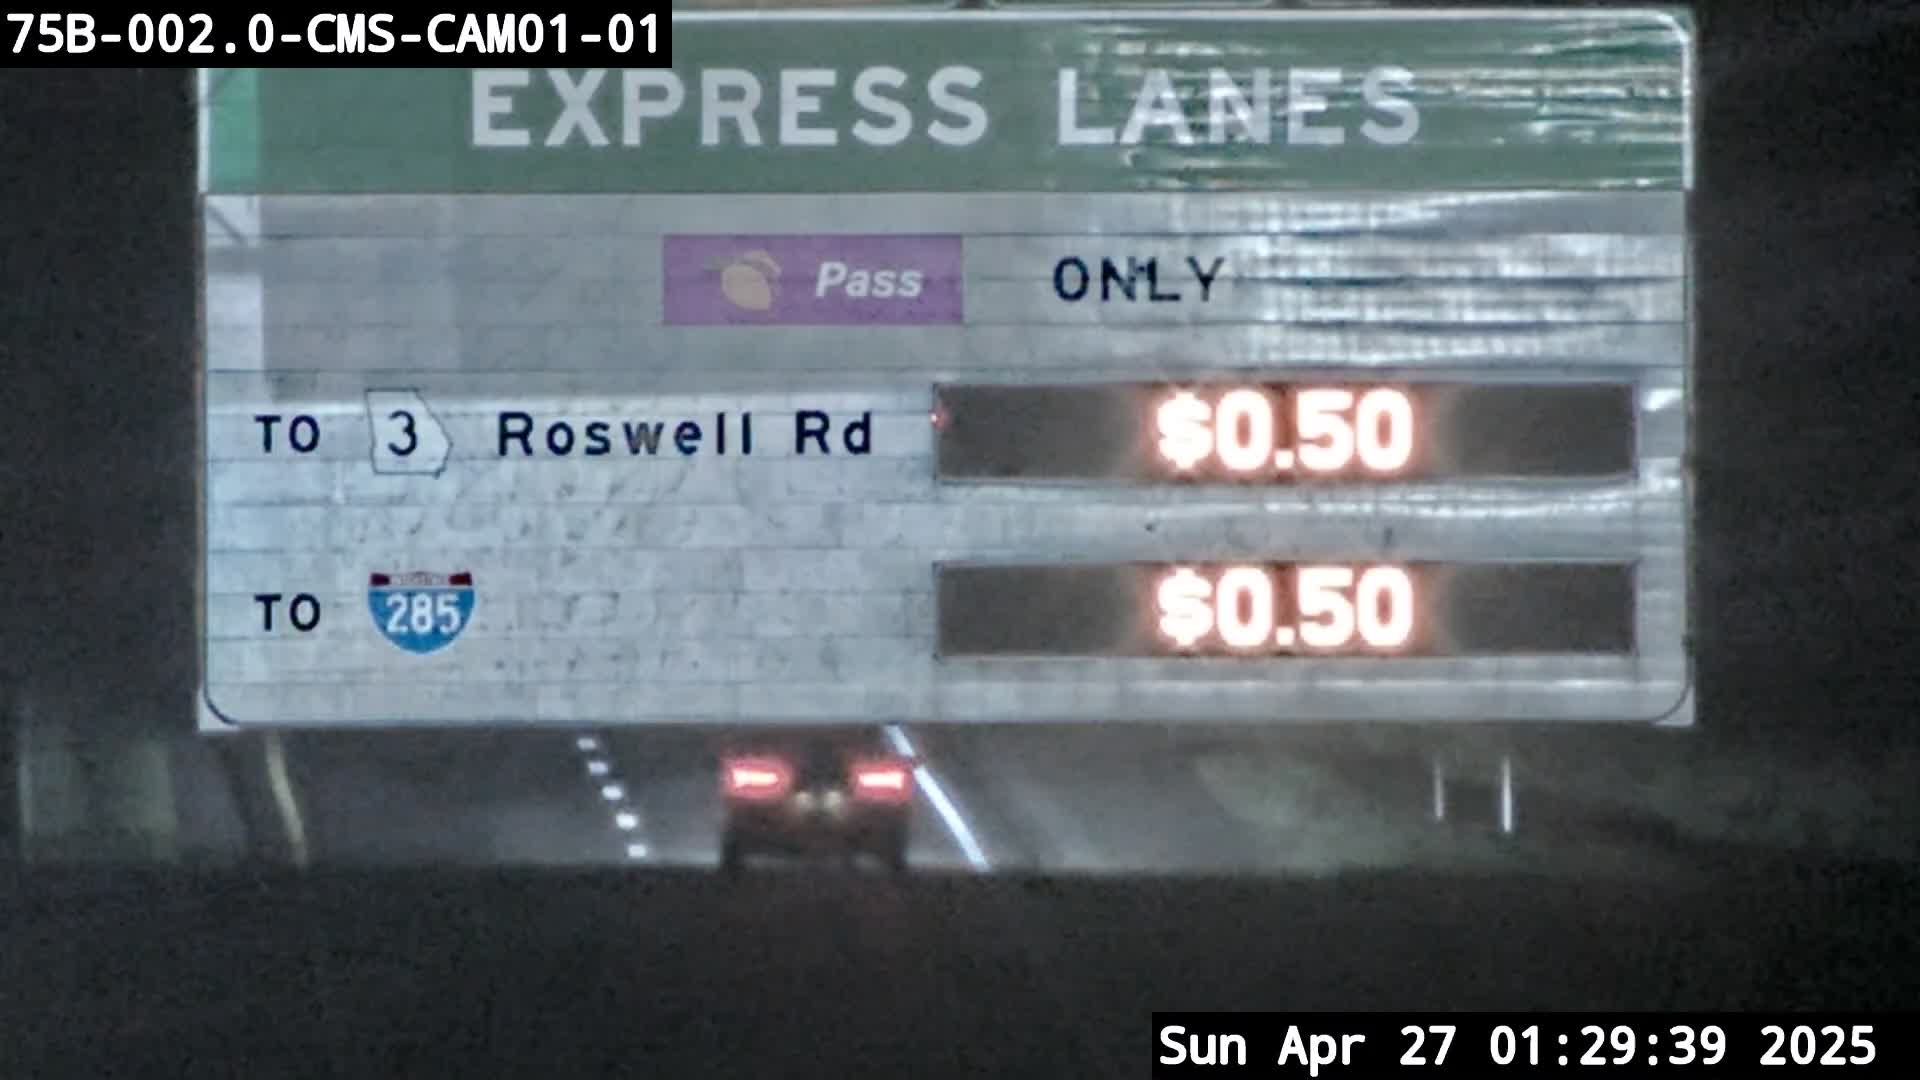 75B-002.0-CMS-CAM01-01
EXPRESS LANES
Pass ONLY
TO 3 Roswell Rd $0.50
TO 285 $0.50
Sun Apr 27 01:29:39 2025